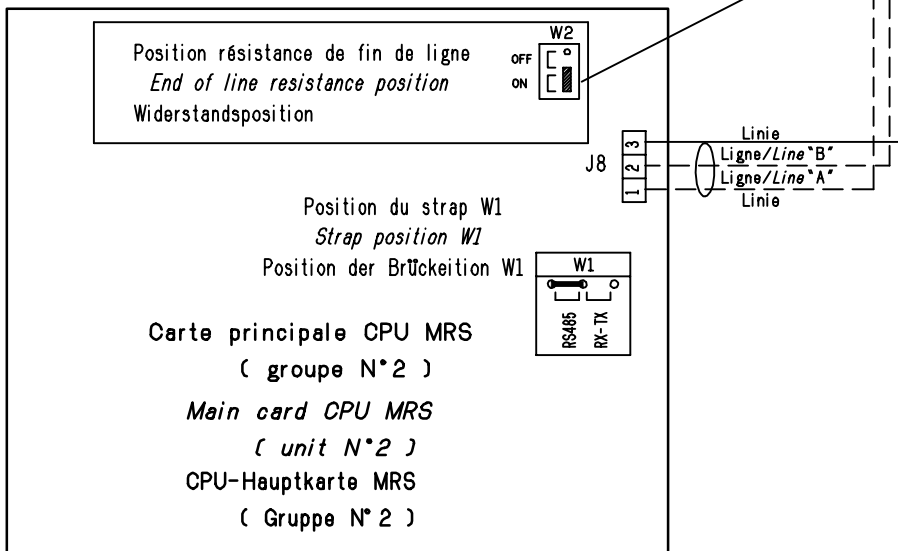 W2
Position résistance de fin de ligne
OFF
End of line resistance position
ON
Widerstandsposition
J8
3
2
1
Linie
Ligne/Line "B"
Ligne/Line "A"
Linie
Position du strap W1
Strap position W1
Position der Brückeition W1
W1
RS485
RX-TX
Carte principale CPU MRS
( groupe N°2 )
Main card CPU MRS
( unit N°2 )
CPU-Hauptkarte MRS
( Gruppe N°2 )